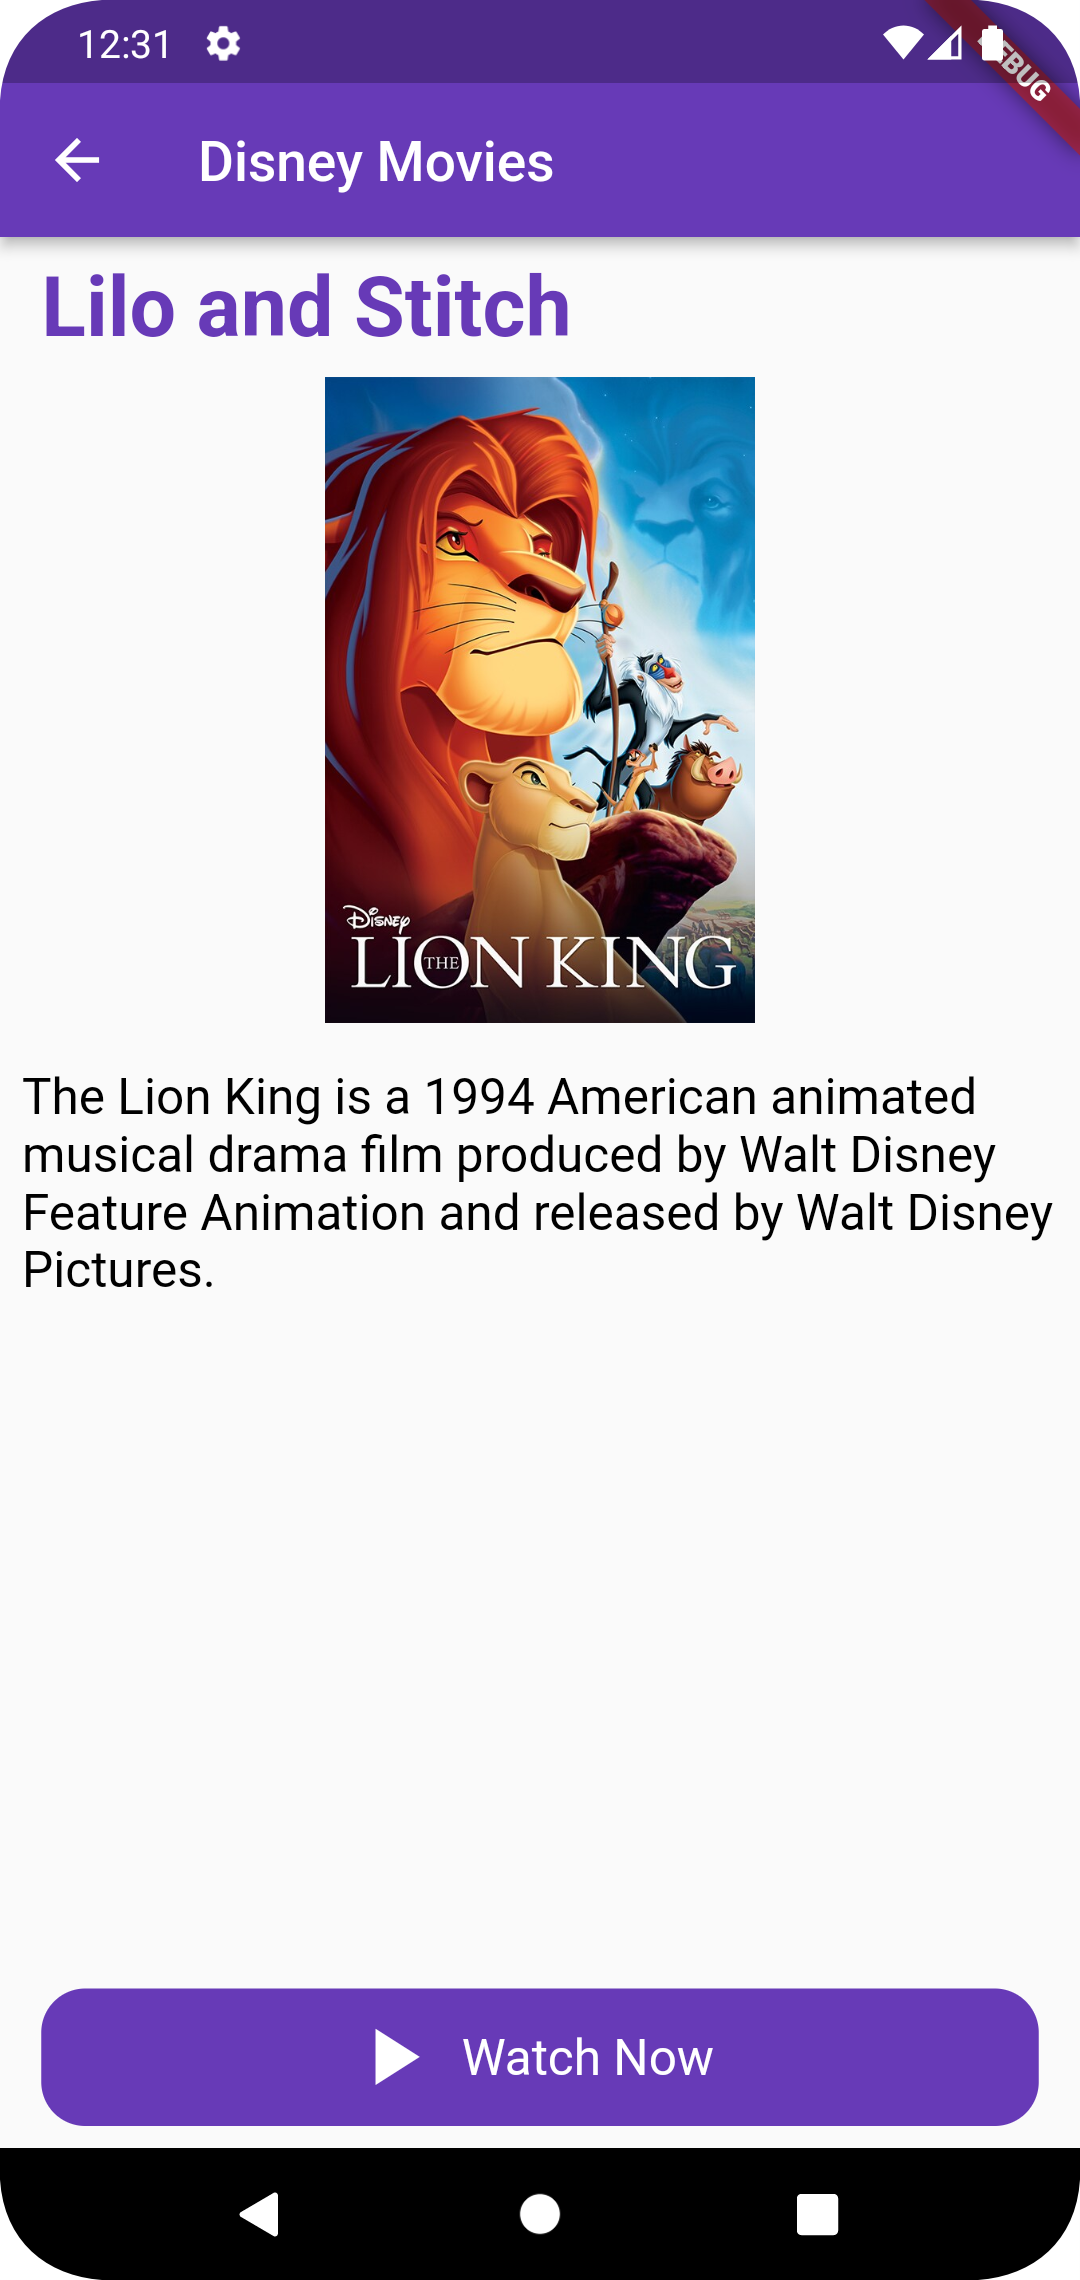 12:31
DEBUG
Disney Movies
Lilo and Stitch
Disney
THE LION KING
The Lion King is a 1994 American animated
musical drama film produced by Walt Disney
Feature Animation and released by Walt Disney
Pictures.
Watch Now